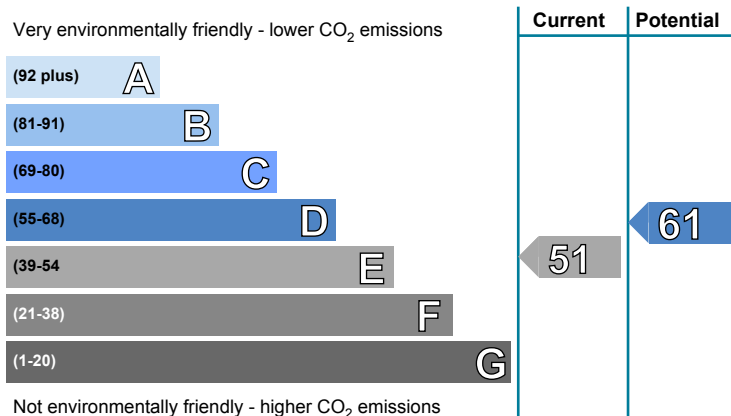 Very environmentally friendly - lower CO2 emissions
Current
Potential
(92 plus) A
(81-91) B
(69-80) C
(55-68) D
(39-54 E
(21-38) F
(1-20) G
51
61
Not environmentally friendly - higher CO2 emissions